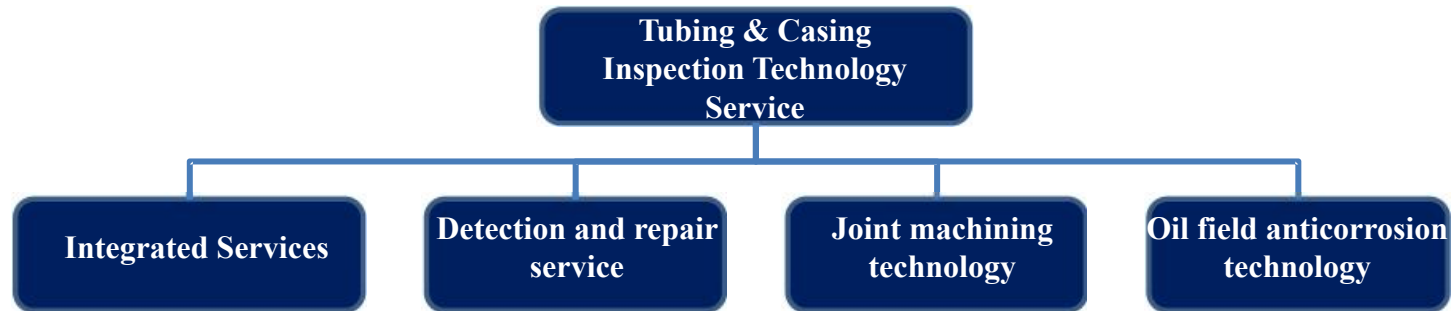 Tubing & Casing
Inspection Technology
Service
Integrated Services
Detection and repair
service
Joint machining
technology
Oil field anticorrosion
technology